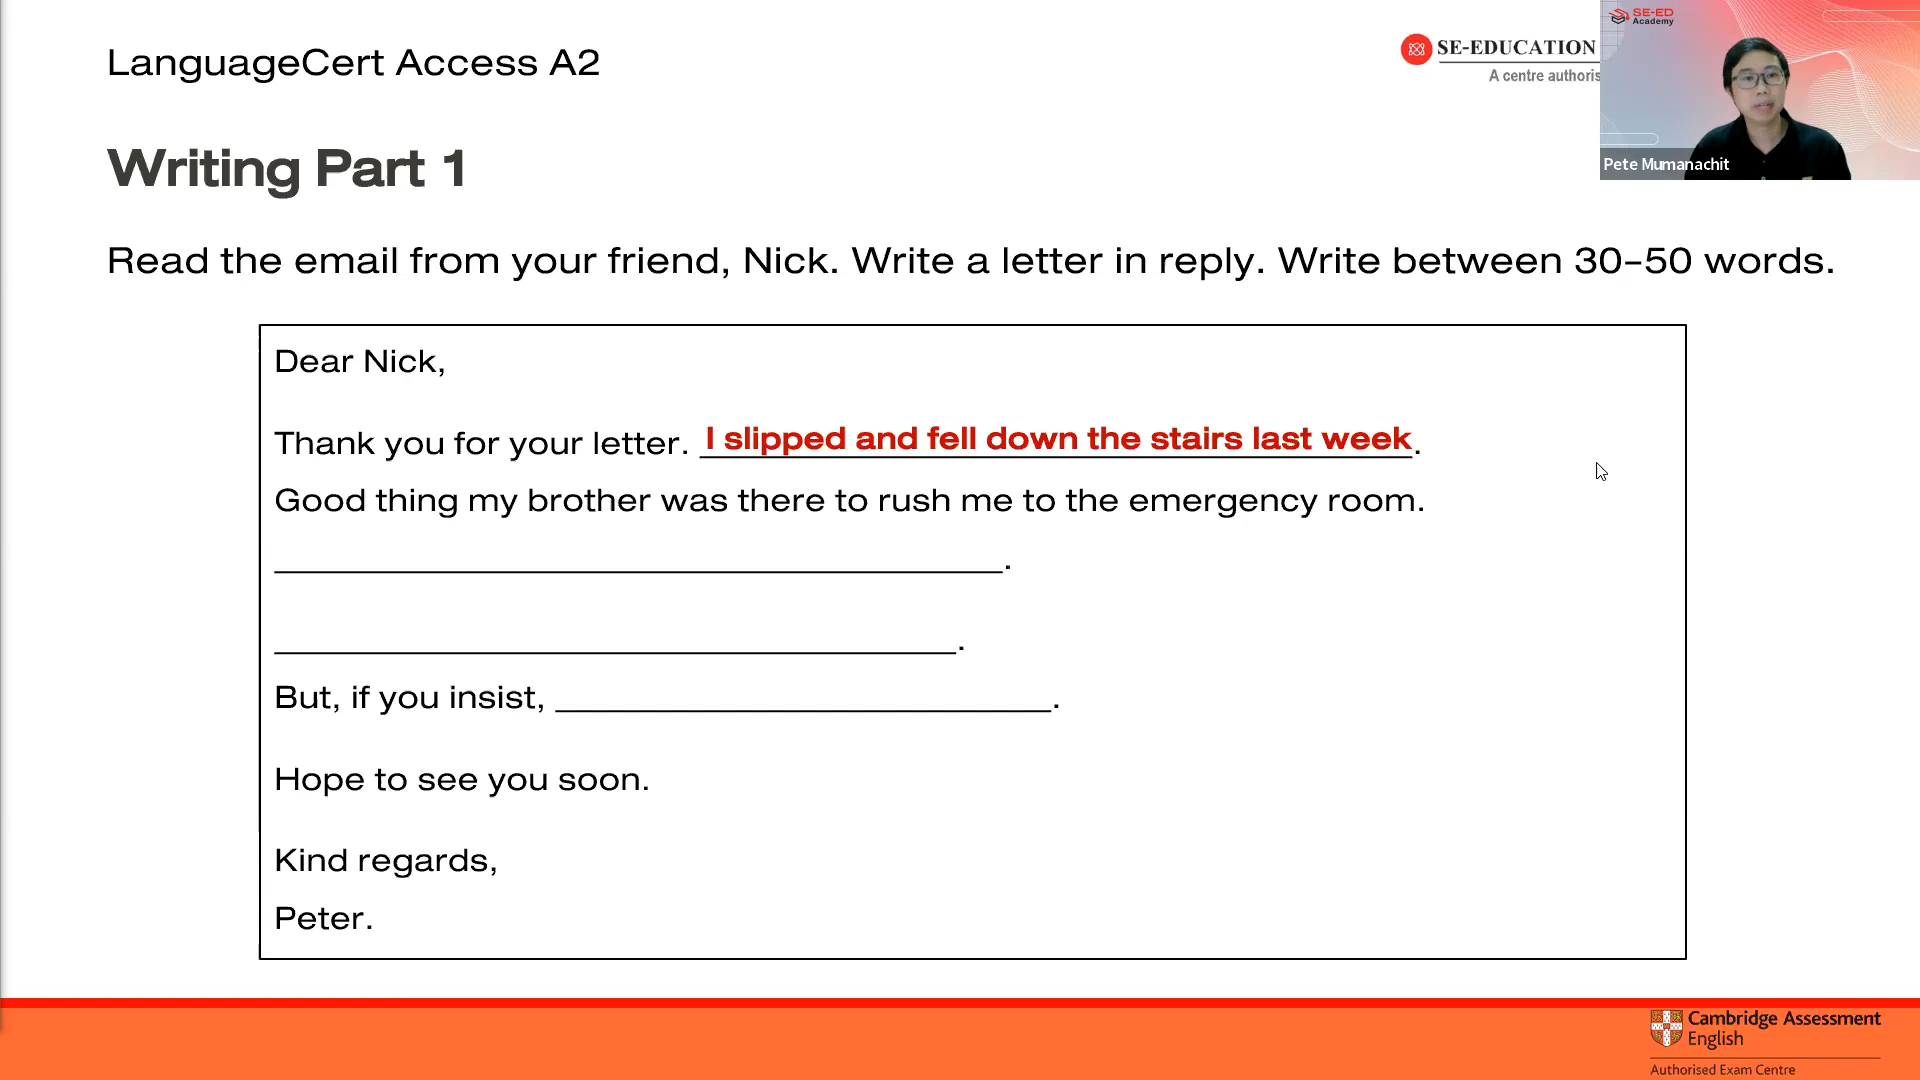 LanguageCert Access A2
SE-EDUCATION
A centre authoris
SE-ED
Academy
Pete Mumanachit
Writing Part 1
Read the email from your friend, Nick. Write a letter in reply. Write between 30–50 words.
Dear Nick,
Thank you for your letter. I slipped and fell down the stairs last week.
Good thing my brother was there to rush me to the emergency room.
_____.
_____.
But, if you insist, _____.
Hope to see you soon.
Kind regards,
Peter.
Cambridge Assessment
English
Authorised Exam Centre